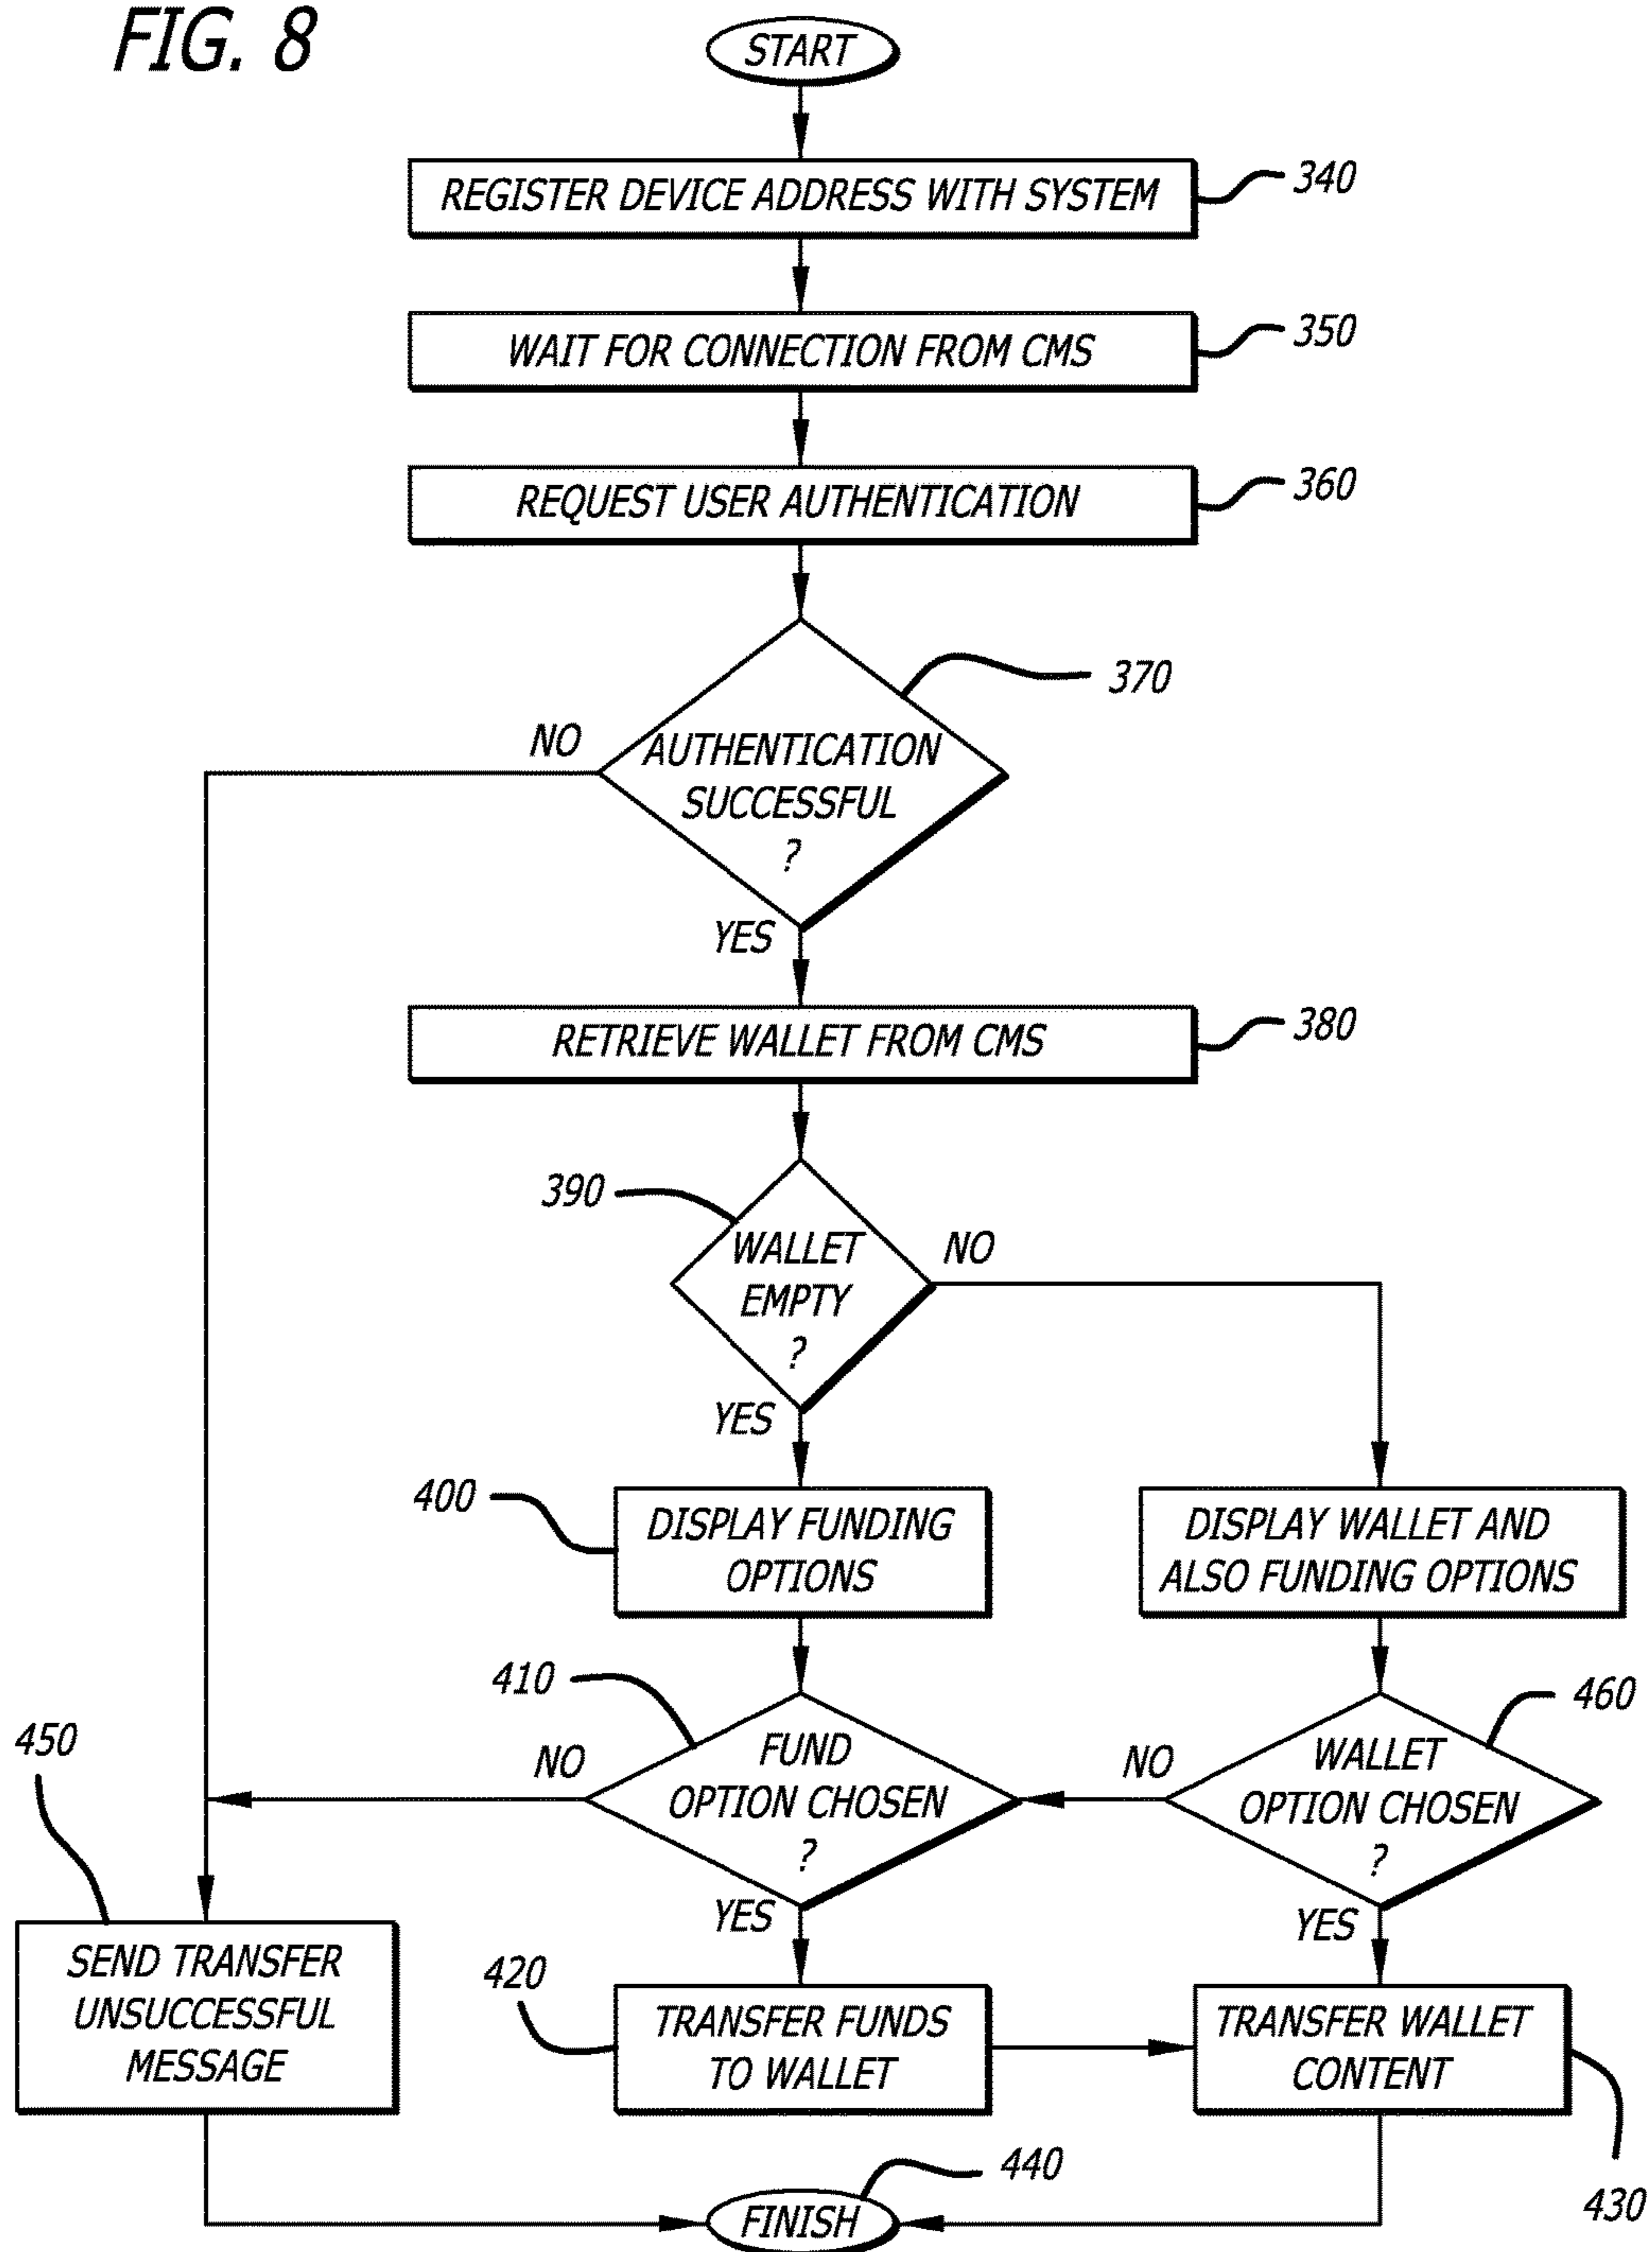 FIG. 8
START
REGISTER DEVICE ADDRESS WITH SYSTEM
340
WAIT FOR CONNECTION FROM CMS
350
REQUEST USER AUTHENTICATION
360
370
NO
AUTHENTICATION
SUCCESSFUL
?
YES
RETRIEVE WALLET FROM CMS
380
390
WALLET
EMPTY
?
NO
YES
400
DISPLAY FUNDING
OPTIONS
DISPLAY WALLET AND
ALSO FUNDING OPTIONS
410
460
450
NO
FUND
OPTION CHOSEN
?
NO
WALLET
OPTION CHOSEN
?
YES
YES
SEND TRANSFER
UNSUCCESSFUL
MESSAGE
420
TRANSFER FUNDS
TO WALLET
TRANSFER WALLET
CONTENT
430
440
FINISH